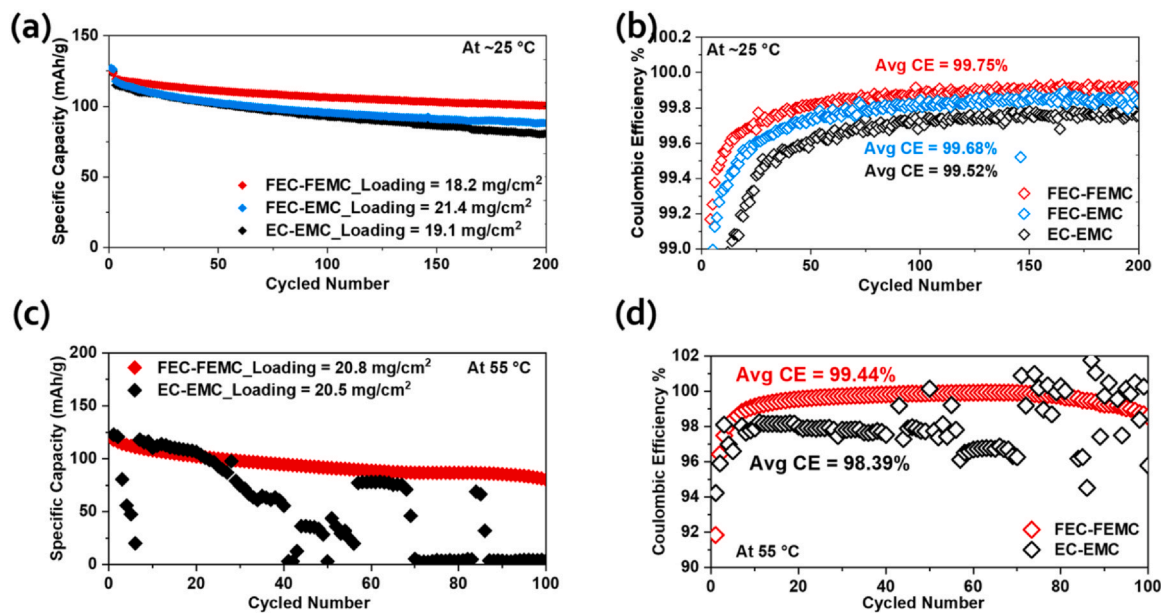 (a)
Specific Capacity (mAh/g)
150
100
50
0
At ~25 °C
FEC-FEMC_Loading = 18.2 mg/cm²
FEC-EMC_Loading = 21.4 mg/cm²
EC-EMC_Loading = 19.1 mg/cm²
0 50 100 150 200
Cycled Number
(b)
Coulombic Efficiency %
100.2
100.0
99.8
99.6
99.4
99.2
99.0
At ~25 °C
Avg CE = 99.75%
Avg CE = 99.68%
Avg CE = 99.52%
FEC-FEMC
FEC-EMC
EC-EMC
0 50 100 150 200
Cycled Number
(c)
Specific Capacity (mAh/g)
200
150
100
50
0
FEC-FEMC_Loading = 20.8 mg/cm²
EC-EMC_Loading = 20.5 mg/cm²
At 55 °C
0 20 40 60 80 100
Cycled Number
(d)
Coulombic Efficiency %
102
100
98
96
94
92
90
Avg CE = 99.44%
Avg CE = 98.39%
FEC-FEMC
EC-EMC
At 55 °C
0 20 40 60 80 100
Cycled Number